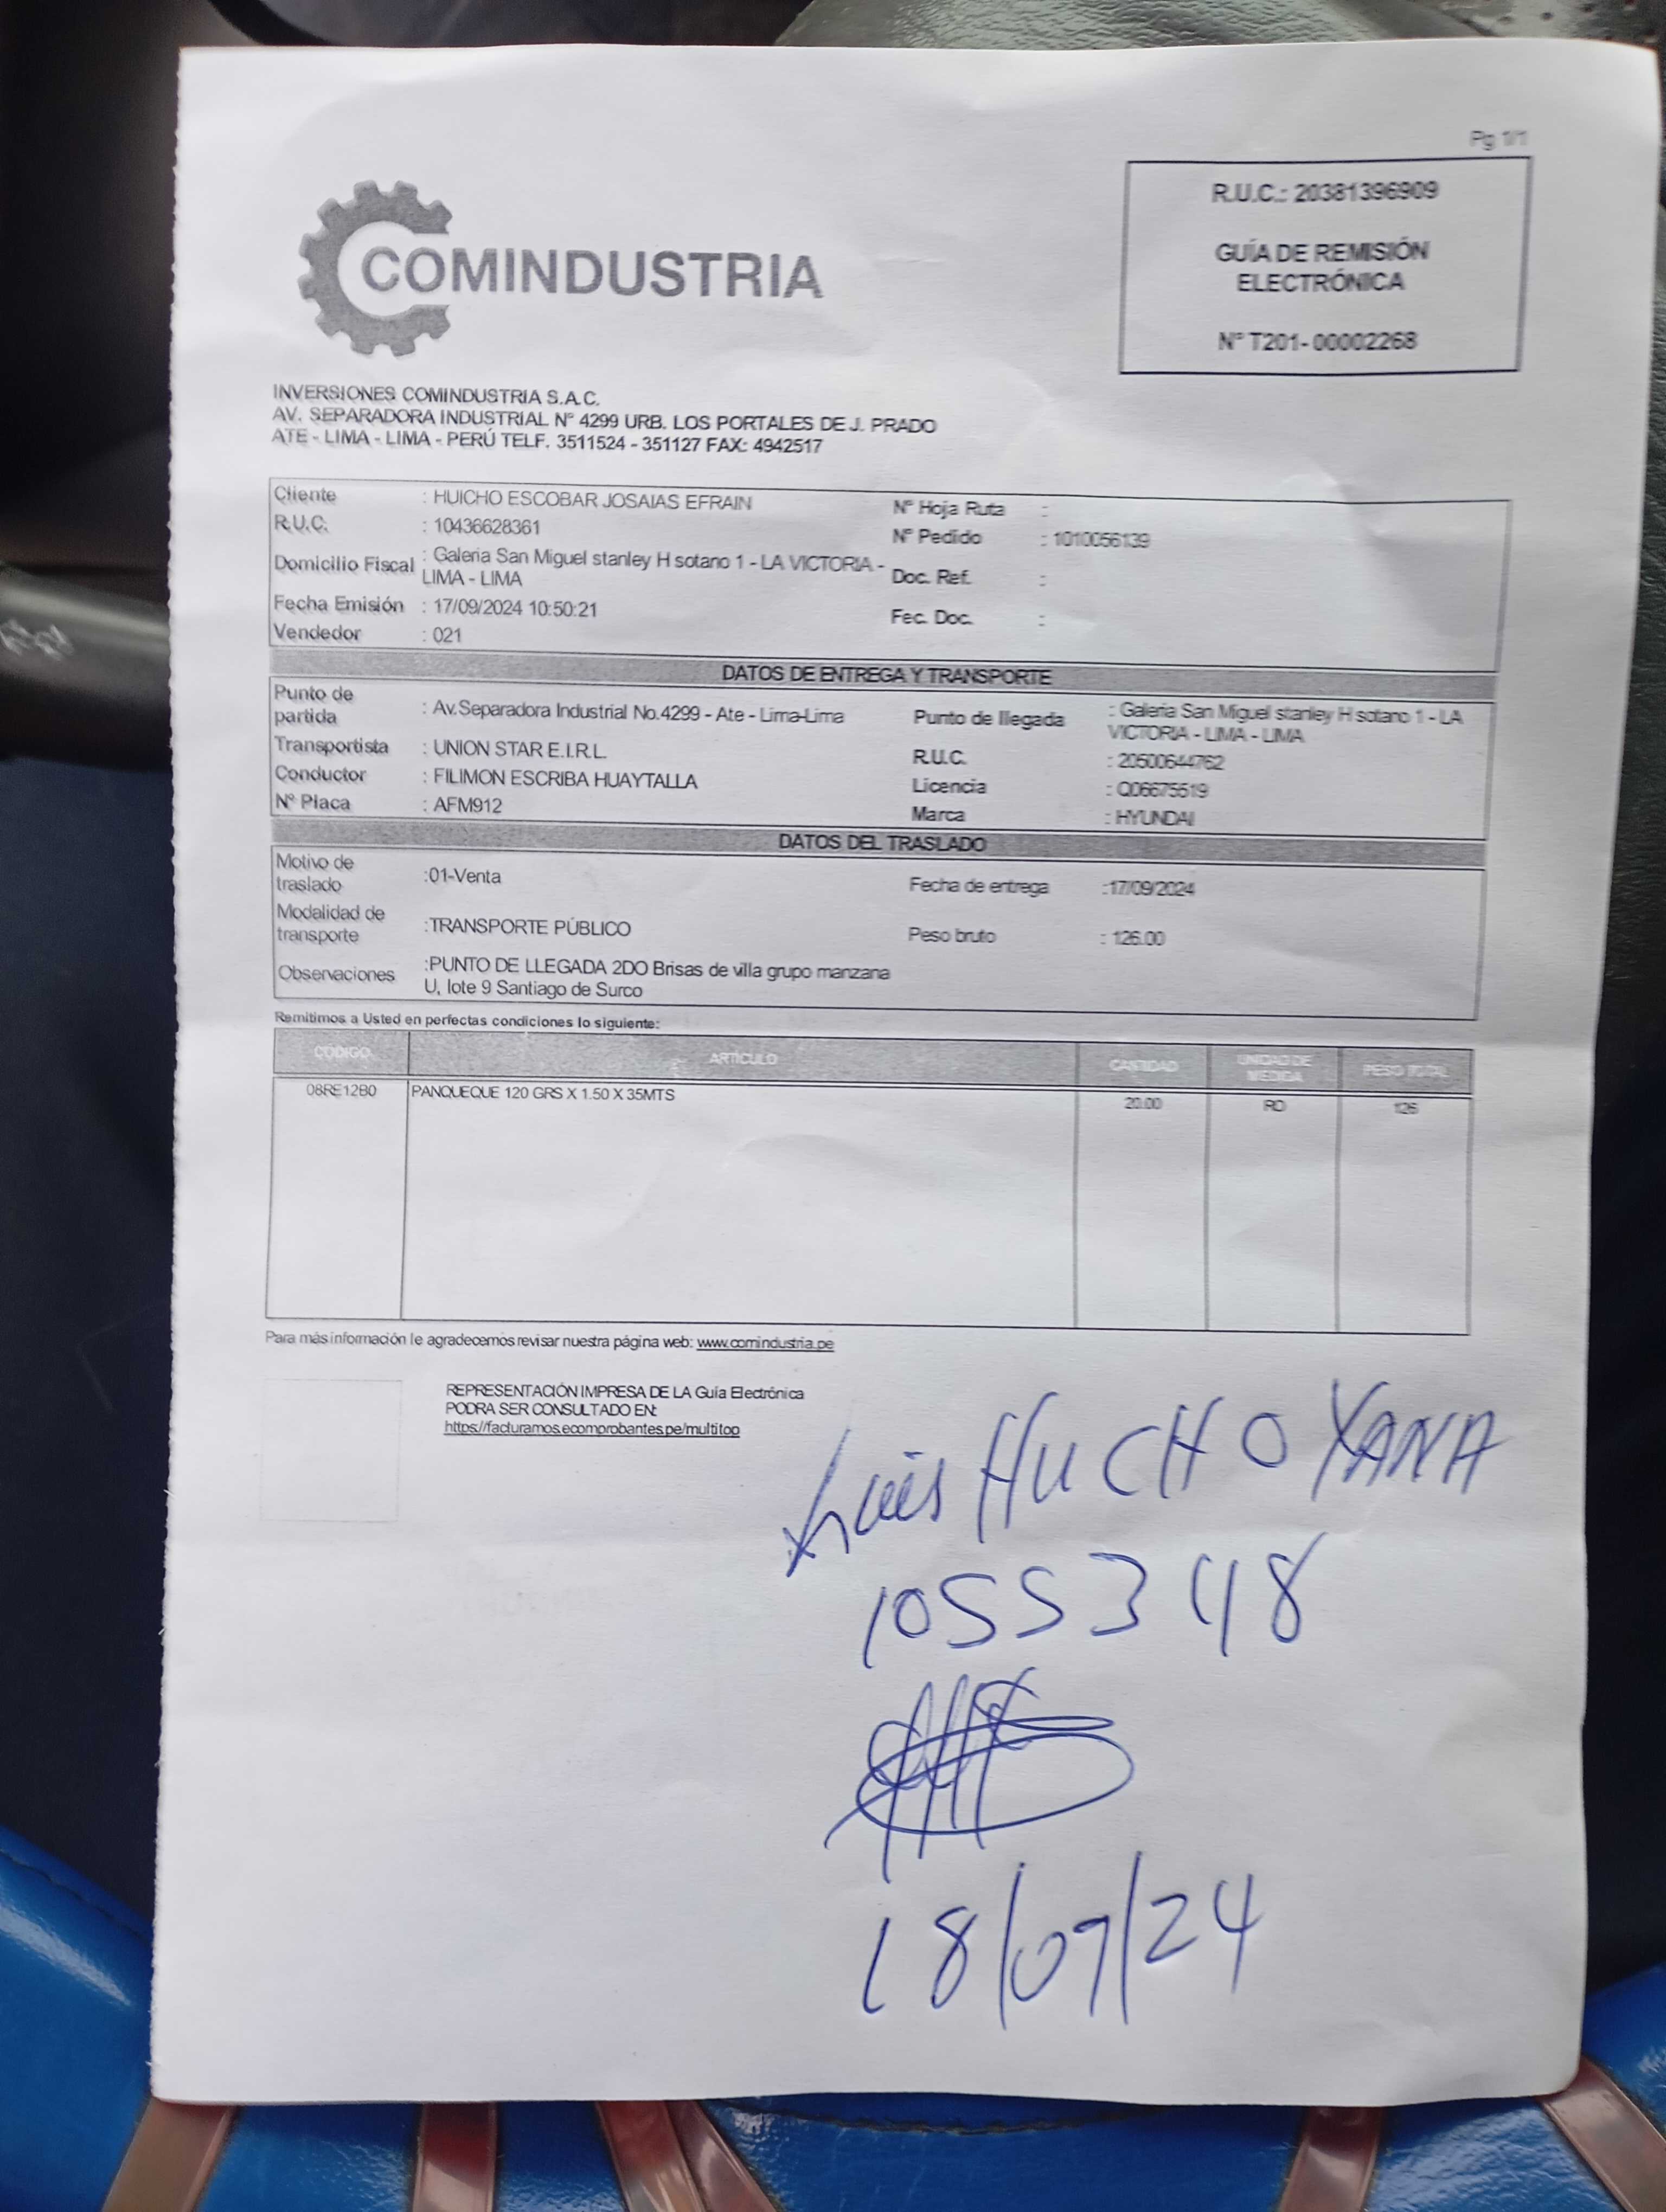 Pg 1/1
R.U.C.: 20381396909
GUÍA DE REMISIÓN
ELECTRÓNICA
N° T201- 00002268
COMINDUSTRIA
INVERSIONES COMINDUSTRIA S.A.C.
AV. SEPARADORA INDUSTRIAL N° 4299 URB. LOS PORTALES DE J. PRADO
ATE - LIMA - LIMA - PERÚ TELF. 3511524 - 351127 FAX: 4942517
Cliente : HUICHO ESCOBAR JOSAIAS EFRAIN N° Hoja Ruta :
R.U.C. : 10436628361 N° Pedido : 1010056139
Domicilio Fiscal : Galeria San Miguel stanley H sotano 1 - LA VICTORIA - Doc. Ref. :
LIMA - LIMA
Fecha Emisión : 17/09/2024 10:50:21 Fec. Doc. :
Vendedor : 021
DATOS DE ENTREGA Y TRANSPORTE
Punto de
partida : Av.Separadora Industrial No.4299 - Ate - Lima-Lima Punto de llegada : Galeria San Miguel stanley H sotano 1 - LA
VICTORIA - LIMA - LIMA
Transportista : UNION STAR E.I.R.L. R.U.C. : 20500644762
Conductor : FILIMON ESCRIBA HUAYTALLA Licencia : Q06675519
N° Placa : AFM912 Marca : HYUNDAI
DATOS DEL TRASLADO
Motivo de
traslado :01-Venta Fecha de entrega :17/09/2024
Modalidad de
transporte :TRANSPORTE PÚBLICO Peso bruto : 126.00
Observaciones :PUNTO DE LLEGADA 2DO Brisas de villa grupo manzana
U, lote 9 Santiago de Surco
Remitimos a Usted en perfectas condiciones lo siguiente:
CÓDIGO ARTÍCULO CANTIDAD UNIDAD DE MEDIDA PESO TOTAL
08RE12B0 PANQUEQUE 120 GRS X 1.50 X 35MTS 20.00 RO 126
Para más información le agradecemos revisar nuestra página web: www.comindustria.pe
REPRESENTACIÓN IMPRESA DE LA Guía Electrónica
PODRA SER CONSULTADO EN:
https://facturamos.ecomprobantes.pe/multitop
Luis HUCHO YANA
1055348
18/09/24